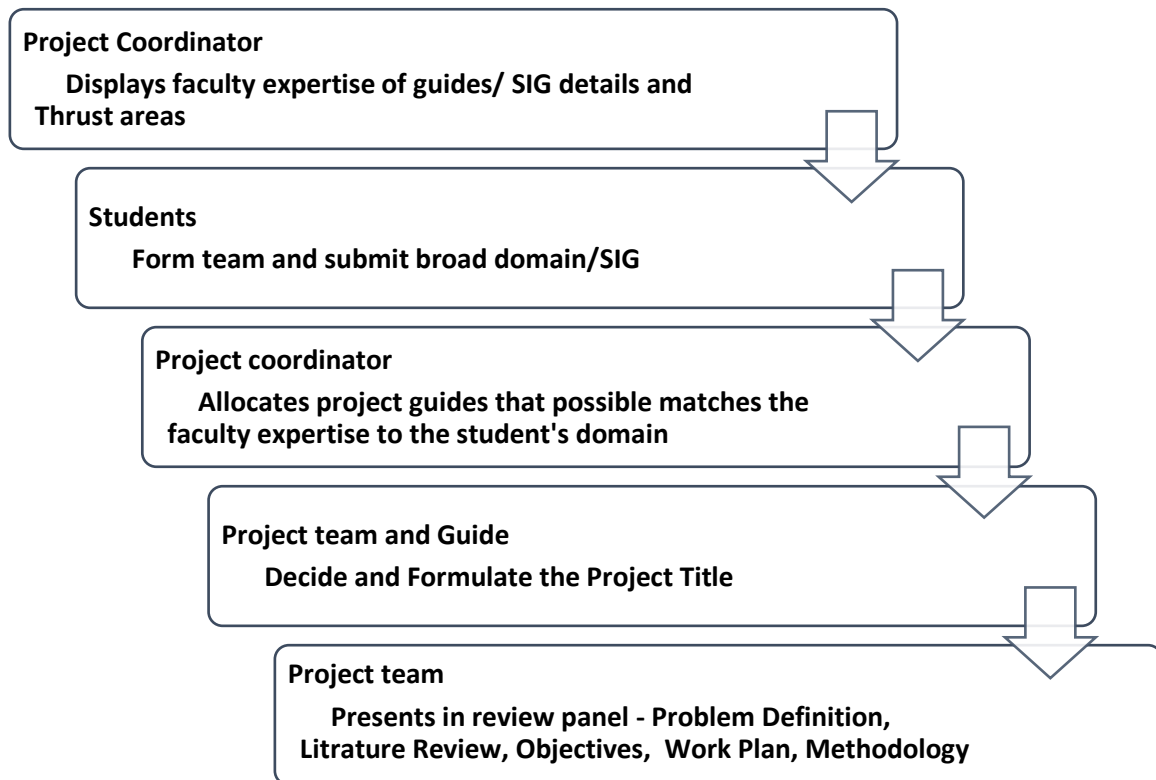 Project Coordinator
Displays faculty expertise of guides/ SIG details and
Thrust areas
Students
Form team and submit broad domain/SIG
Project coordinator
Allocates project guides that possible matches the
faculty expertise to the student's domain
Project team and Guide
Decide and Formulate the Project Title
Project team
Presents in review panel - Problem Definition,
Litrature Review, Objectives,  Work Plan, Methodology